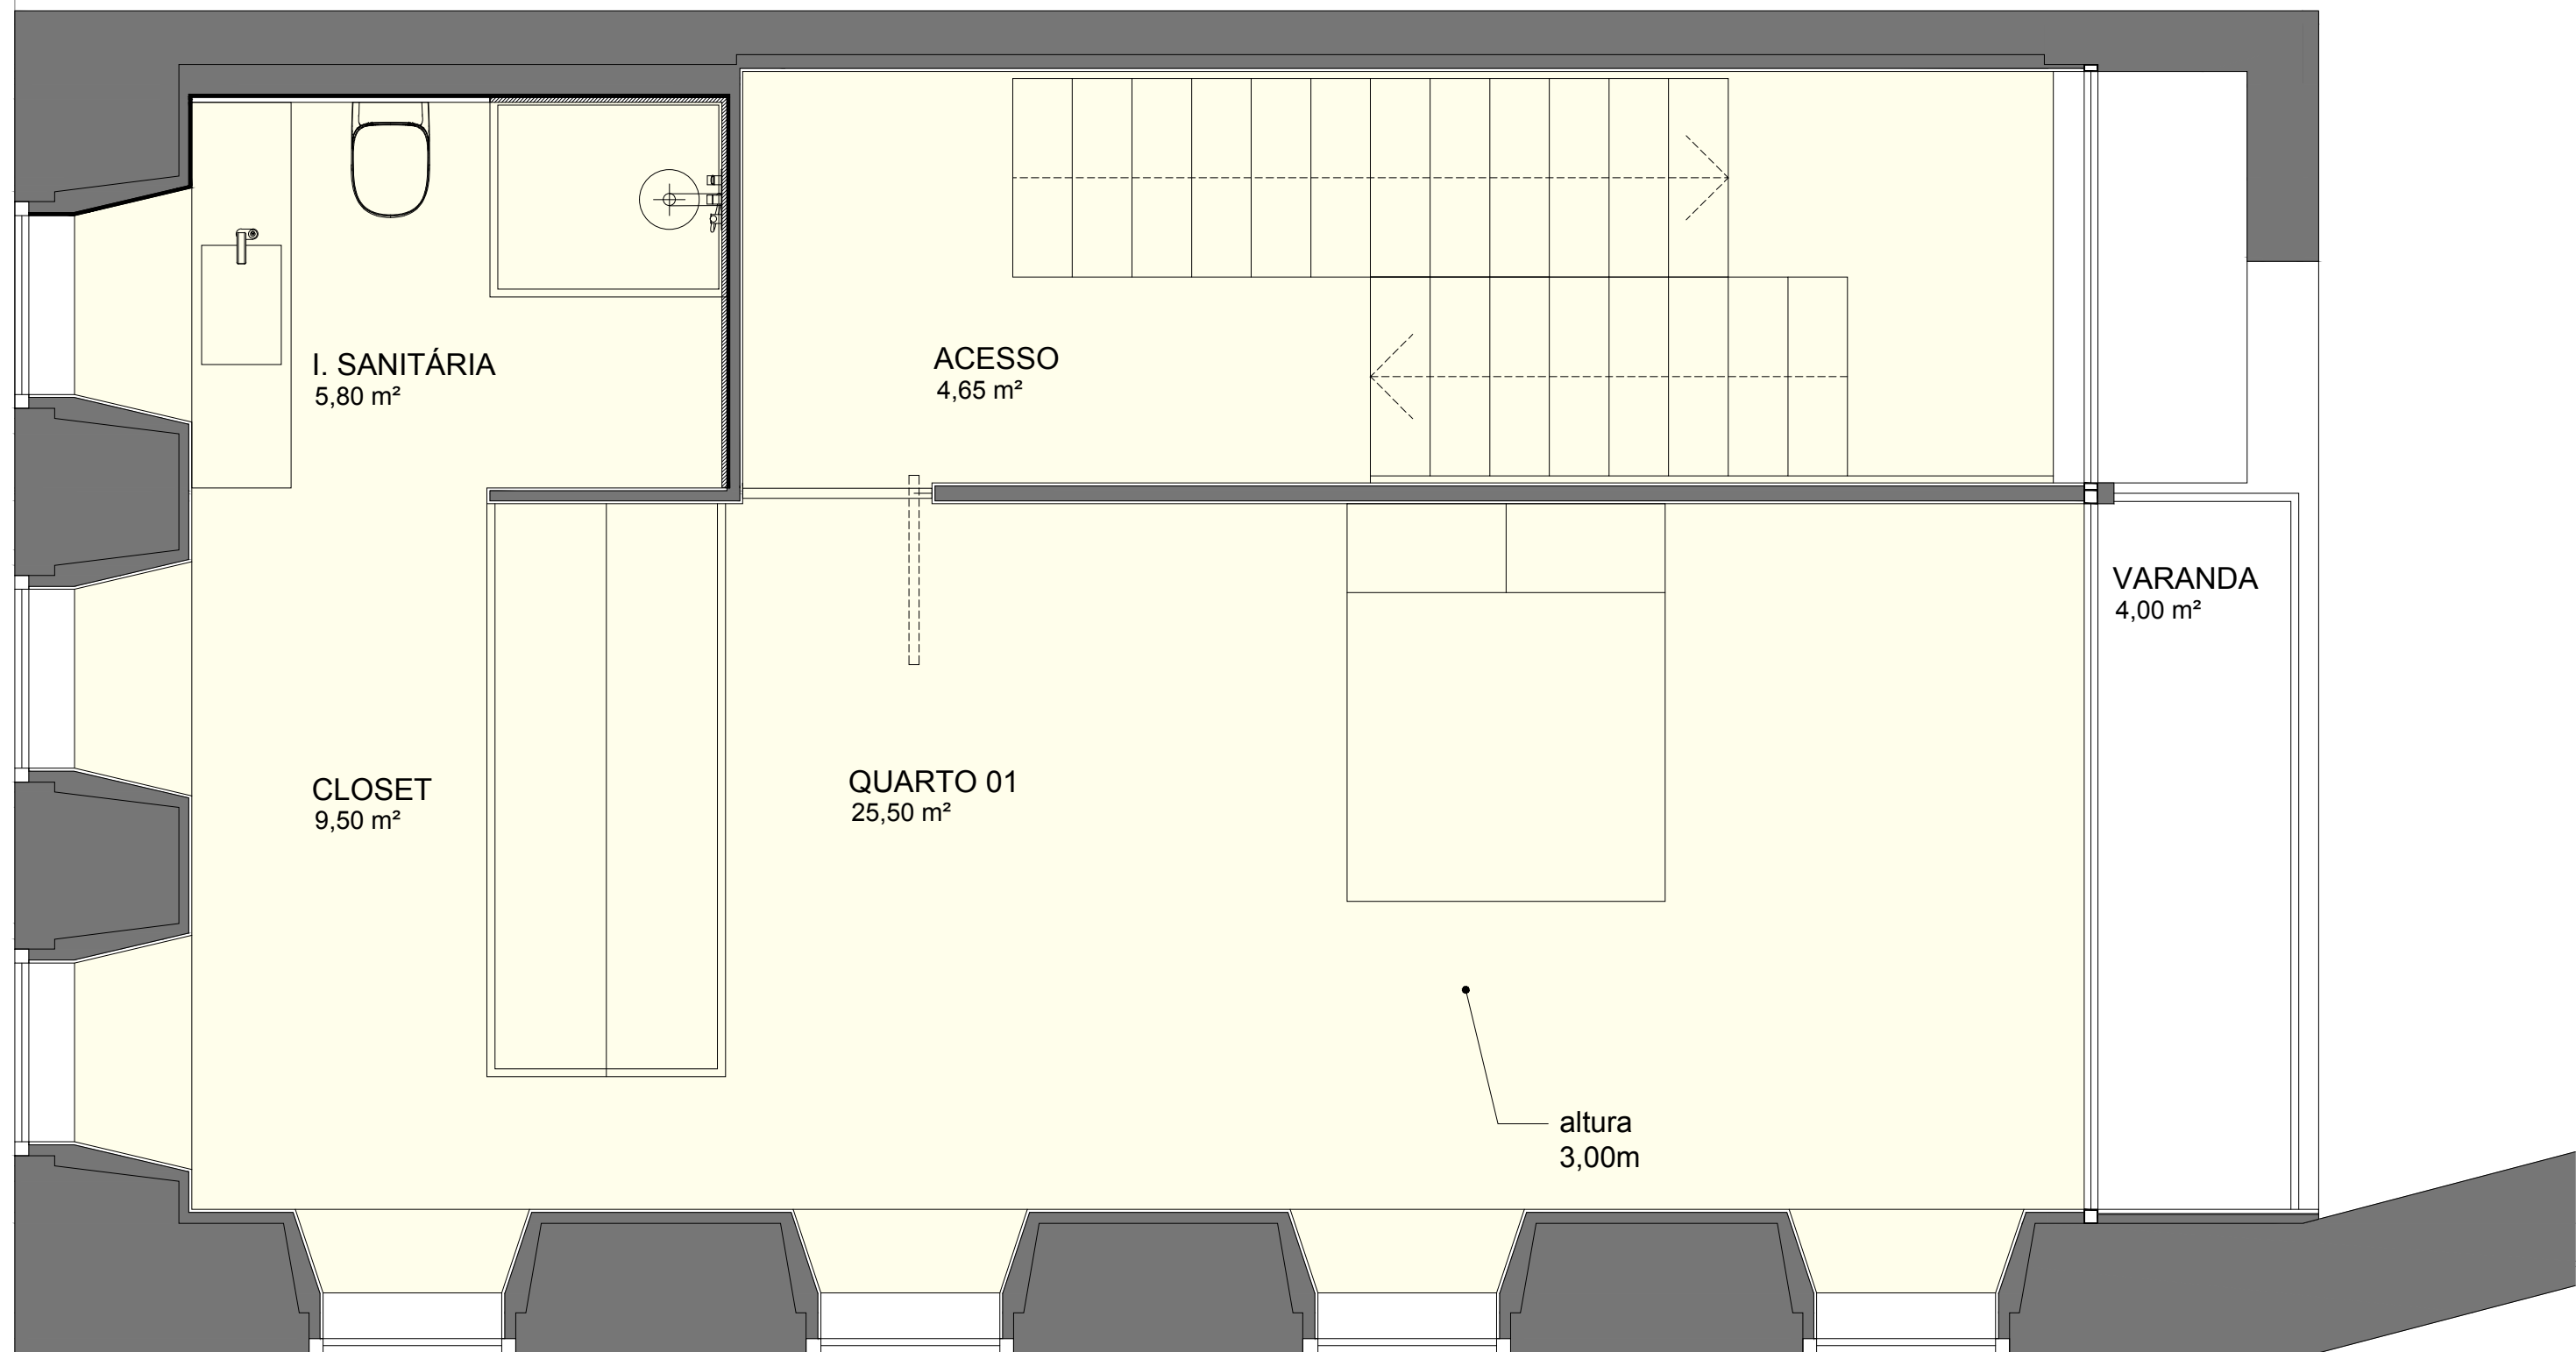 I. SANITÁRIA
5,80 m²
ACESSO
4,65 m²
VARANDA
4,00 m²
CLOSET
9,50 m²
QUARTO 01
25,50 m²
altura
3,00m